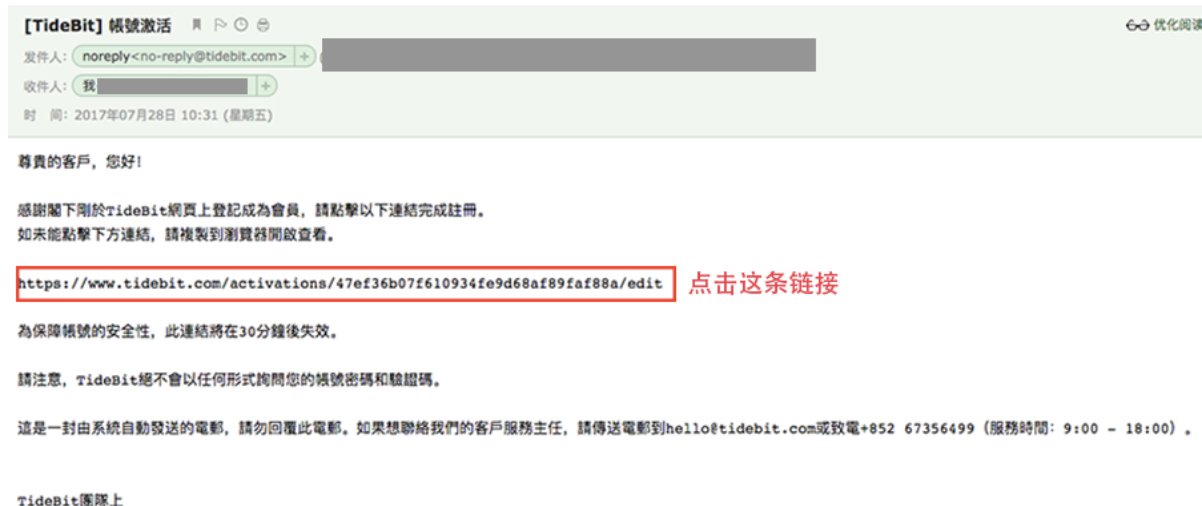 [TideBit] 帳號激活
优化阅读
发件人: noreply<no-reply@tidebit.com> +
收件人: 我 +
时 间: 2017年07月28日 10:31 (星期五)
尊貴的客戶，您好!
感謝閣下剛於TideBit網頁上登記成為會員，請點擊以下連結完成註冊。
如未能點擊下方連結，請複製到瀏覽器開啟查看。
https://www.tidebit.com/activations/47ef36b07f610934fe9d68af89faf88a/edit 点击这条链接
為保障帳號的安全性，此連結將在30分鐘後失效。
請注意，TideBit絕不會以任何形式詢問您的帳號密碼和驗證碼。
這是一封由系統自動發送的電郵，請勿回覆此電郵。如果想聯絡我們的客戶服務主任，請傳送電郵到hello@tidebit.com或致電+852 67356499（服務時間：9:00 - 18:00）。
TideBit團隊上